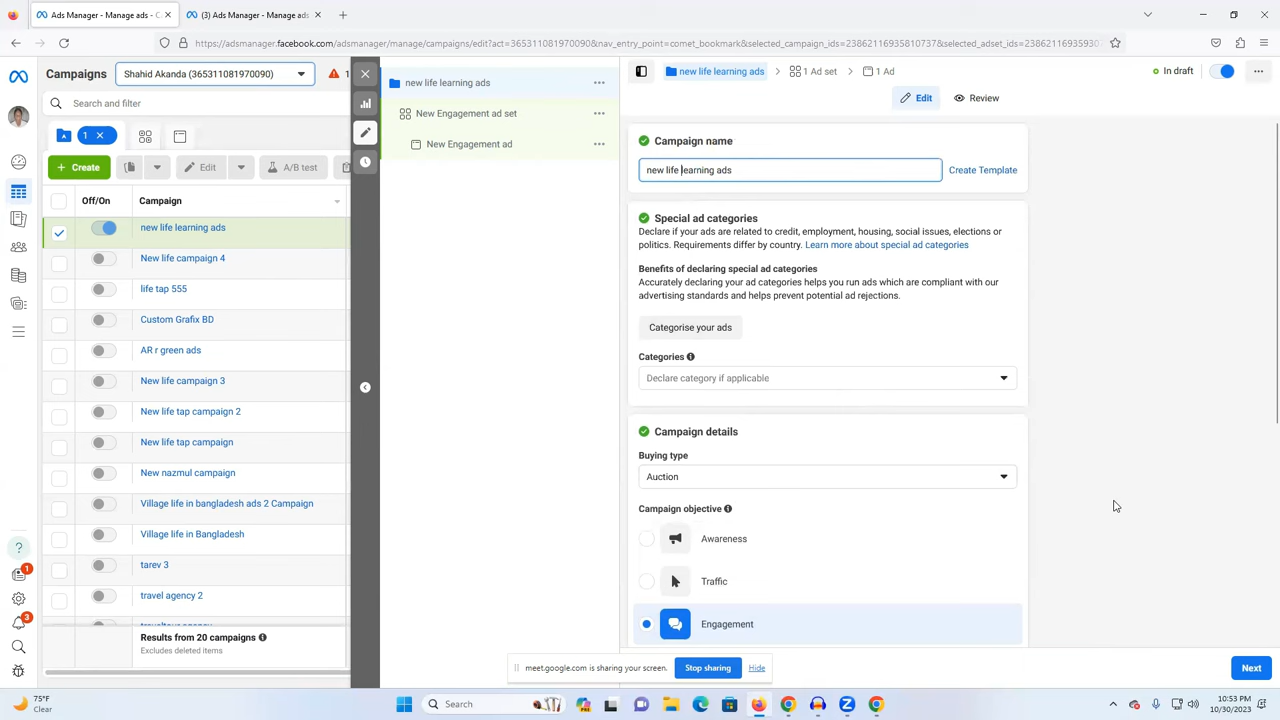 Ads Manager - Manage ads - C
(3) Ads Manager - Manage ads
https://adsmanager.facebook.com/adsmanager/manage/campaigns/edit?act=365311081970090&nav_entry_point=comet_bookmark&selected_campaign_ids=23862116935810737&selected_adset_ids=2386211693593
Campaigns
Shahid Akanda (365311081970090)
1
Search and filter
1
Create
Edit
A/B test
Off/On
Campaign
new life learning ads
New life campaign 4
life tap 555
Custom Grafix BD
AR r green ads
New life campaign 3
New life tap campaign 2
New life tap campaign
New nazmul campaign
Village life in bangladesh ads 2 Campaign
Village life in Bangladesh
tarev 3
travel agency 2
Results from 20 campaigns
Excludes deleted items
1
3
new life learning ads
New Engagement ad set
New Engagement ad
new life learning ads
1 Ad set
1 Ad
In draft
Edit
Review
Campaign name
new life learning ads
Create Template
Special ad categories
Declare if your ads are related to credit, employment, housing, social issues, elections or
politics. Requirements differ by country. Learn more about special ad categories
Benefits of declaring special ad categories
Accurately declaring your ad categories helps you run ads which are compliant with our
advertising standards and helps prevent potential ad rejections.
Categorise your ads
Categories
Declare category if applicable
Campaign details
Buying type
Auction
Campaign objective
Awareness
Traffic
Engagement
meet.google.com is sharing your screen.
Stop sharing
Hide
Next
75°F
Clear
Search
10:53 PM
10/30/2023